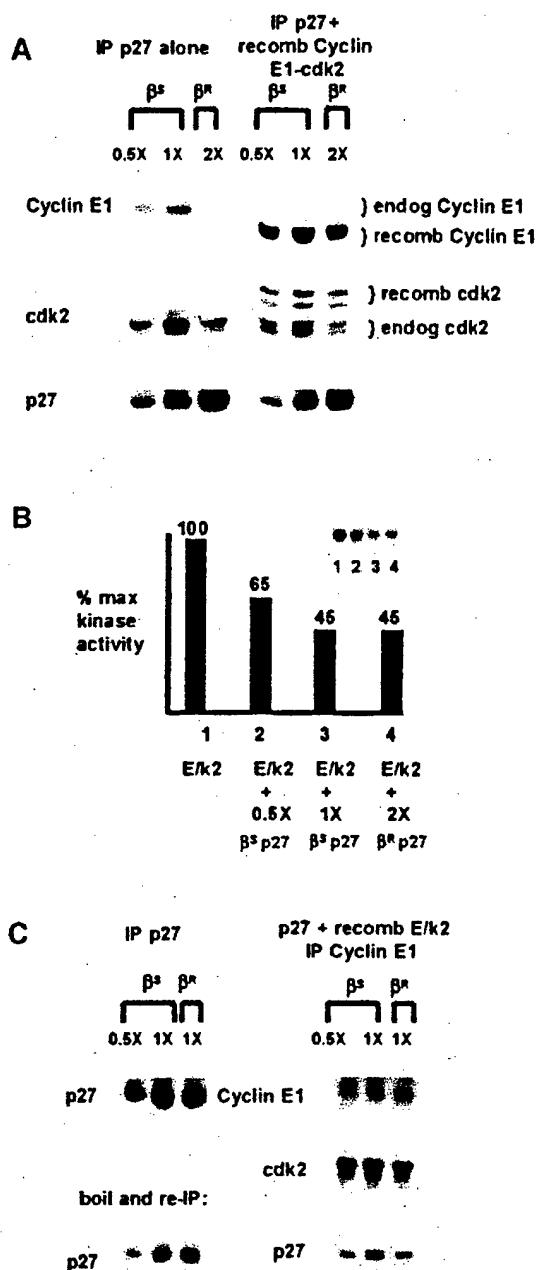 A
IP p27 alone
IP p27+
recomb Cyclin
E1-cdk2
βS βR βS βR
0.5X 1X 2X 0.5X 1X 2X
Cyclin E1
} endog Cyclin E1
} recomb Cyclin E1
cdk2
} recomb cdk2
} endog cdk2
p27
B
% max
kinase
activity
100
65
45
45
1 2 3 4
1 2 3 4
E/k2 E/k2 E/k2 E/k2
+ + +
0.5X 1X 2X
βS p27 βS p27 βR p27
C
IP p27
p27 + recomb E/k2
IP Cyclin E1
βS βR βS βR
0.5X 1X 1X 0.5X 1X 1X
p27
Cyclin E1
cdk2
boil and re-IP:
p27
p27